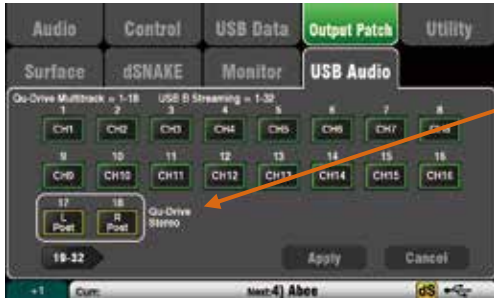 Audio Control USB Data Output Patch Utility
Surface dSNAKE Monitor USB Audio
Qu-Drive Multitrack = 1-18 USB B Streaming = 1-32
1 2 3 4 5 6 7 8
CH1 CH2 CH3 CH4 CH5 CH6 CH7 CH8
9 10 11 12 13 14 15 16
CH9 CH10 CH11 CH12 CH13 CH14 CH15 CH16
17 18
L Post R Post Qu-Drive Stereo
19-32 Apply Cancel
+1 Curr: Next: 4) Abee dS